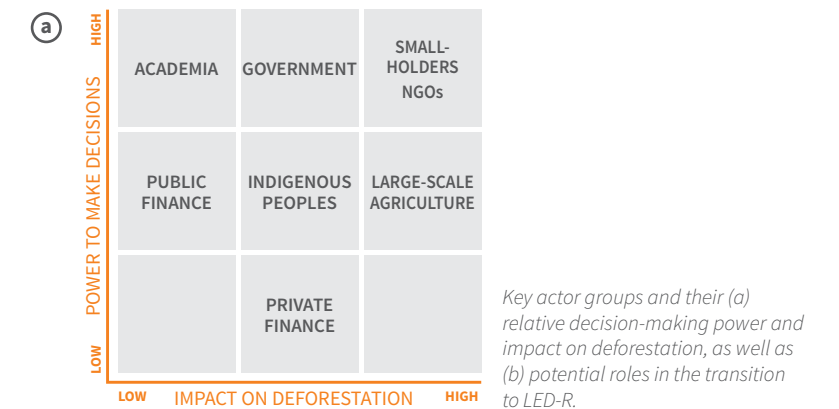 a
HIGH
POWER TO MAKE DECISIONS
LOW
ACADEMIA
GOVERNMENT
SMALL-
HOLDERS
NGOs
PUBLIC
FINANCE
INDIGENOUS
PEOPLES
LARGE-SCALE
AGRICULTURE
PRIVATE
FINANCE
LOW
IMPACT ON DEFORESTATION
HIGH
Key actor groups and their (a)
relative decision-making power and
impact on deforestation, as well as
(b) potential roles in the transition
to LED-R.